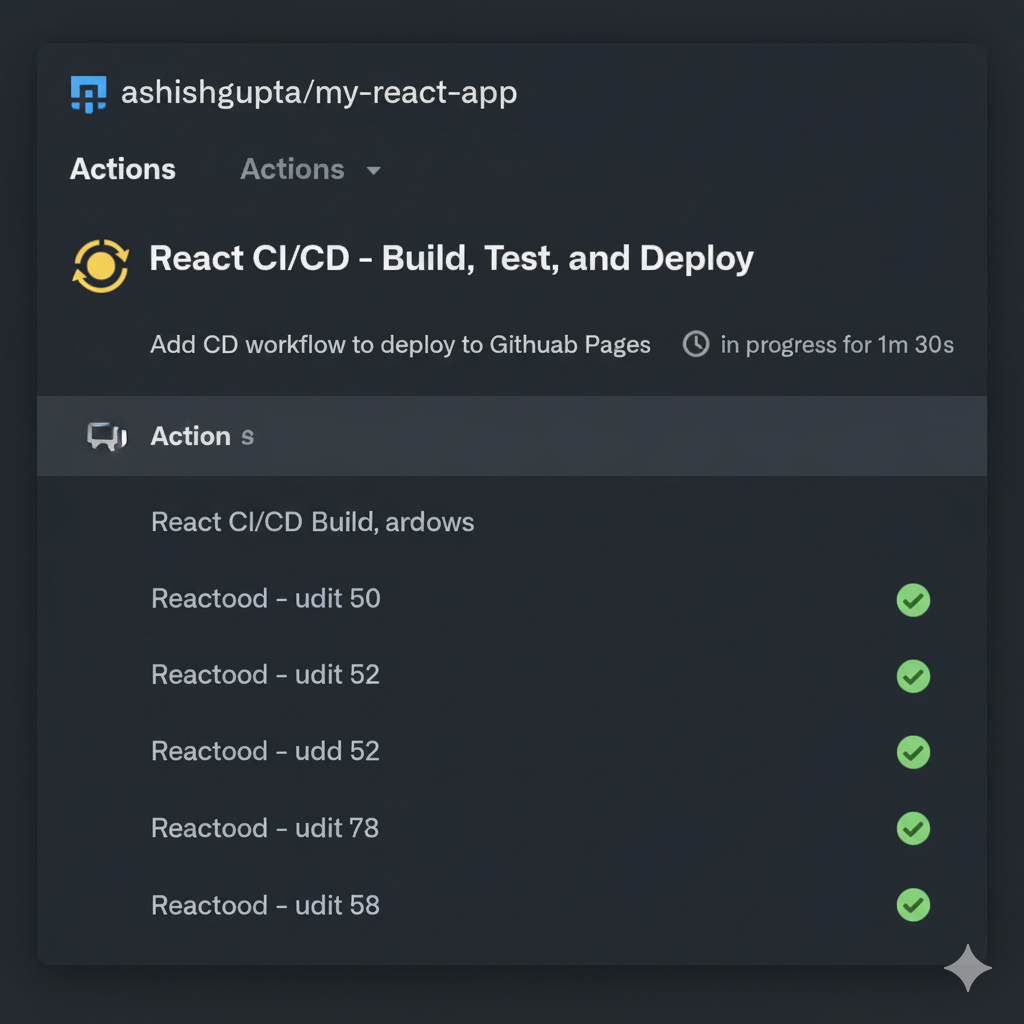 ashishgupta/my-react-app
Actions Actions
React CI/CD - Build, Test, and Deploy
Add CD workflow to deploy to Githuab Pages in progress for 1m 30s
Action s
React CI/CD Build, ardows
Reactood - udit 50
Reactood - udit 52
Reactood - udd 52
Reactood - udit 78
Reactood - udit 58